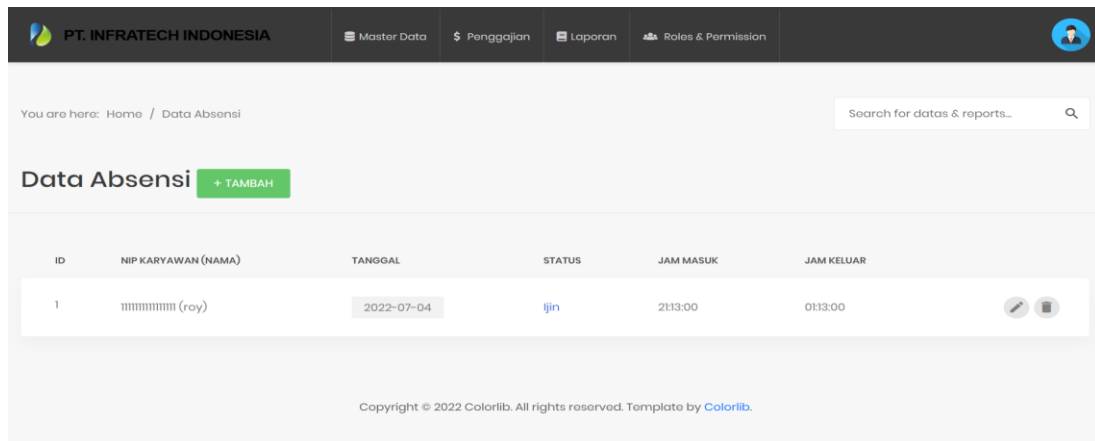 PT. INFRATECH INDONESIA Master Data $ Penggajian Laporan Roles & Permission
You are here: Home / Data Absensi Search for datas & reports...
Data Absensi + TAMBAH
ID NIP KARYAWAN (NAMA) TANGGAL STATUS JAM MASUK JAM KELUAR
1 (roy) 2022-07-04 Ijin 21:13:00 01:13:00
Copyright © 2022 Colorlib. All rights reserved. Template by Colorlib.